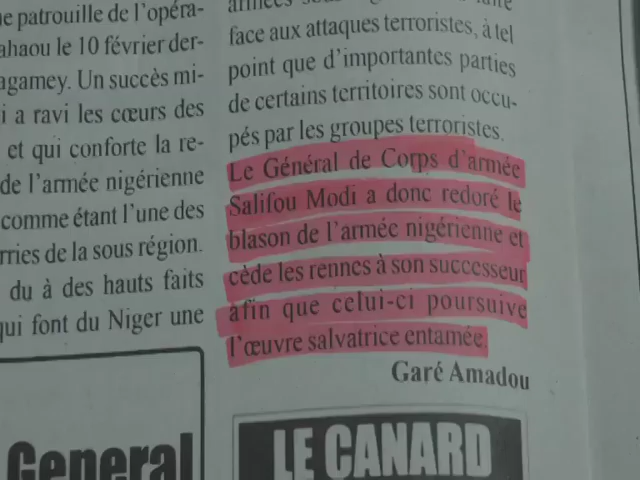 e patrouille de l'opéra-
ahaou le 10 février der-
agamey. Un succès mi-
i a ravi les cœurs des
et qui conforte la re-
de l'armée nigérienne
comme étant l'une des
rries de la sous région.
du à des hauts faits
qui font du Niger une
General
face aux attaques terroristes, à tel
point que d'importantes parties
de certains territoires sont occu-
pés par les groupes terroristes.
Le Général de Corps d'armée
Salifou Modi a donc redoré le
blason de l'armée nigérienne et
cède les rennes à son successeur
afin que celui-ci poursuive
l'œuvre salvatrice entamée.
Garé Amadou
LE CANARD